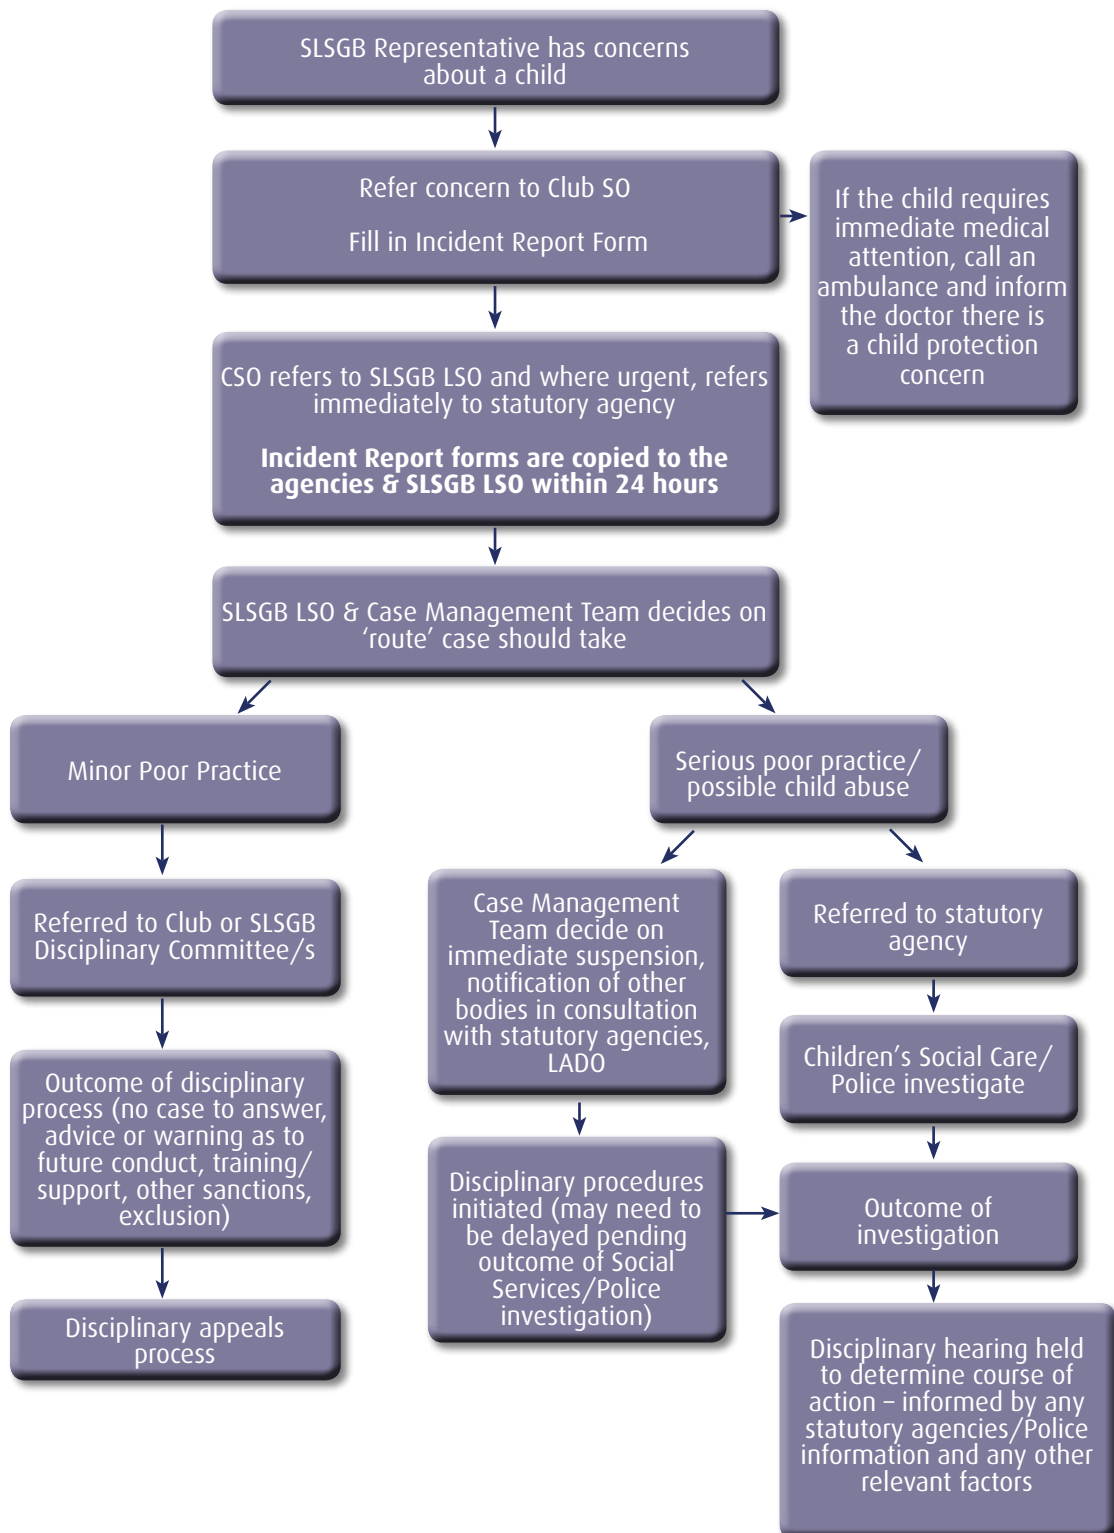 SLSGB Representative has concerns
about a child
Refer concern to Club SO
Fill in Incident Report Form
If the child requires
immediate medical
attention, call an
ambulance and inform
the doctor there is
a child protection
concern
CSO refers to SLSGB LSO and where urgent, refers
immediately to statutory agency
Incident Report forms are copied to the
agencies & SLSGB LSO within 24 hours
SLSGB LSO & Case Management Team decides on
‘route’ case should take
Minor Poor Practice
Referred to Club or SLSGB
Disciplinary Committee/s
Outcome of disciplinary
process (no case to answer,
advice or warning as to
future conduct, training/
support, other sanctions,
exclusion)
Disciplinary appeals
process
Serious poor practice/
possible child abuse
Case Management
Team decide on
immediate suspension,
notification of other
bodies in consultation
with statutory agencies,
LADO
Disciplinary procedures
initiated (may need to
be delayed pending
outcome of Social
Services/Police
investigation)
Referred to statutory
agency
Children’s Social Care/
Police investigate
Outcome of
investigation
Disciplinary hearing held
to determine course of
action – informed by any
statutory agencies/Police
information and any other
relevant factors